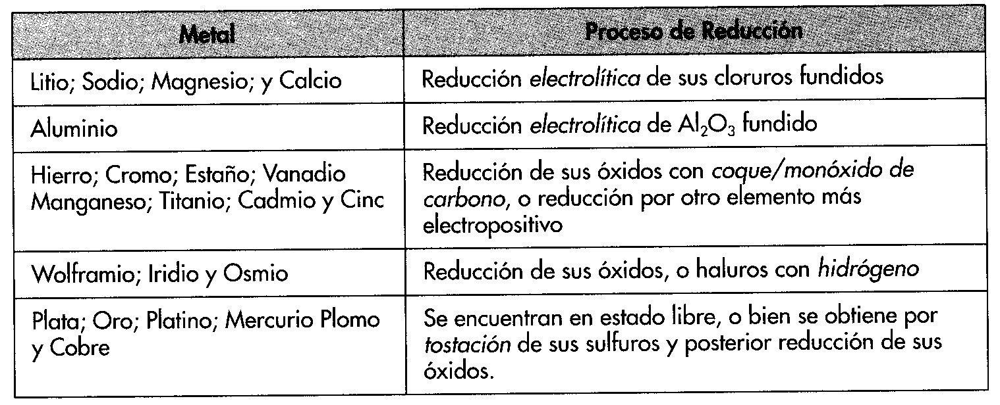 Metal
Proceso de Reducción
Litio; Sodio; Magnesio; y Calcio
Reducción electrolítica de sus cloruros fundidos
Aluminio
Reducción electrolítica de Al₂O₃ fundido
Hierro; Cromo; Estaño; Vanadio
Manganeso; Titanio; Cadmio y Cinc
Reducción de sus óxidos con coque/monóxido de
carbono, o reducción por otro elemento más
electropositivo
Wolframio; Iridio y Osmio
Reducción de sus óxidos, o haluros con hidrógeno
Plata; Oro; Platino; Mercurio Plomo
y Cobre
Se encuentran en estado libre, o bien se obtiene por
tostación de sus sulfuros y posterior reducción de sus
óxidos.